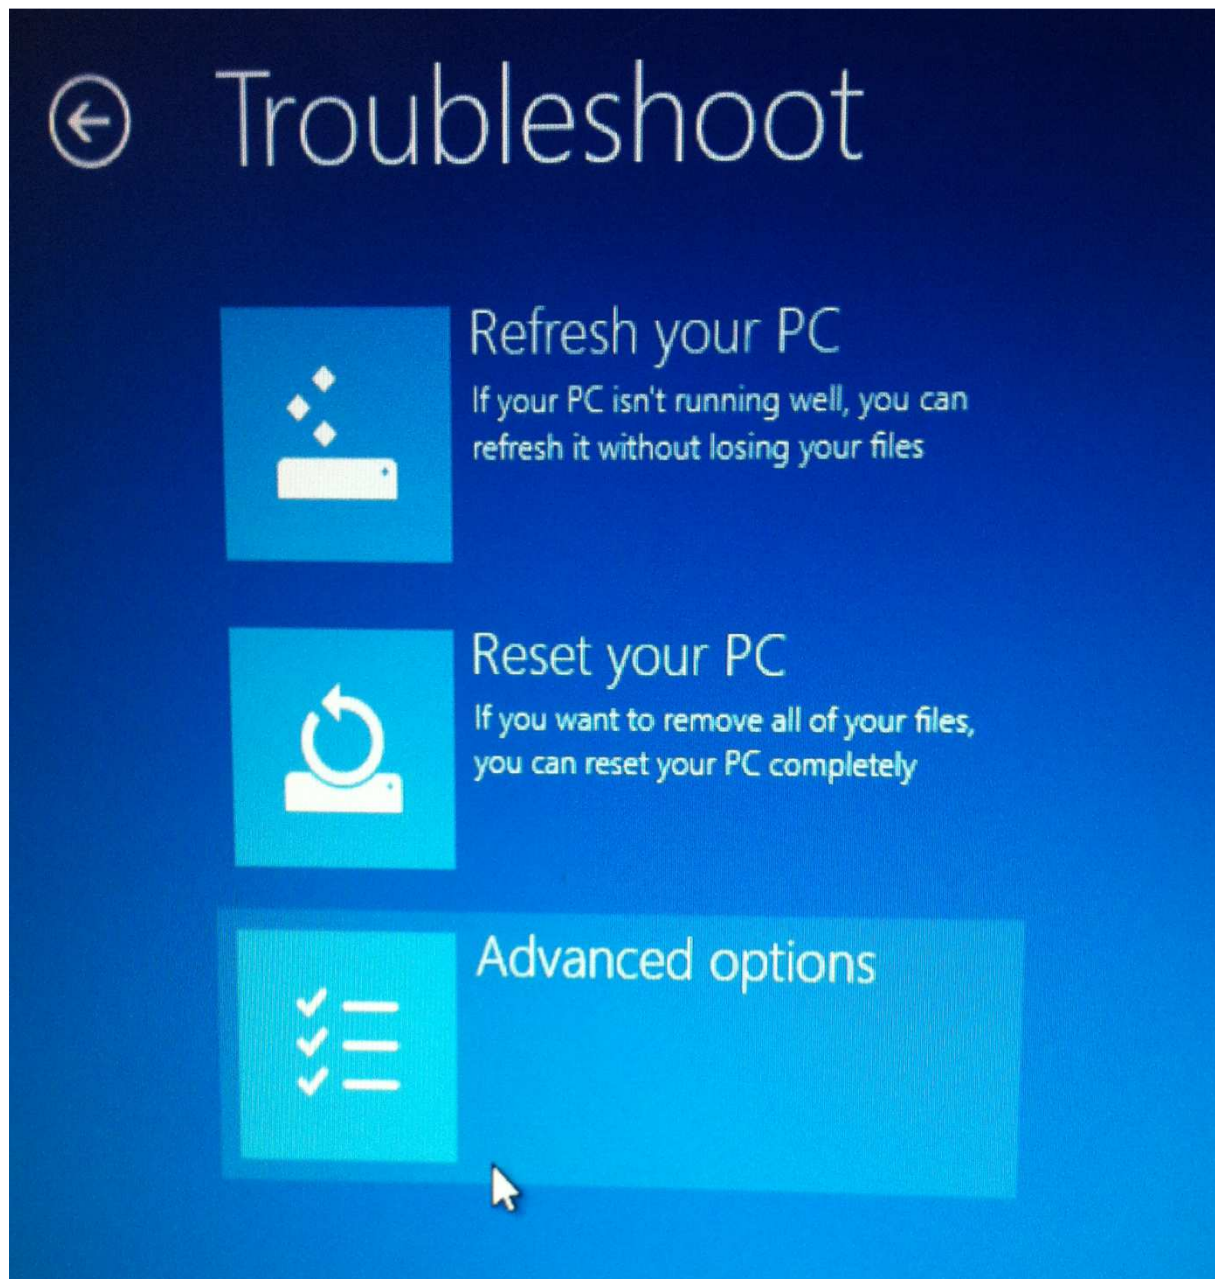 Troubleshoot
Refresh your PC
If your PC isn't running well, you can
refresh it without losing your files
Reset your PC
If you want to remove all of your files,
you can reset your PC completely
Advanced options